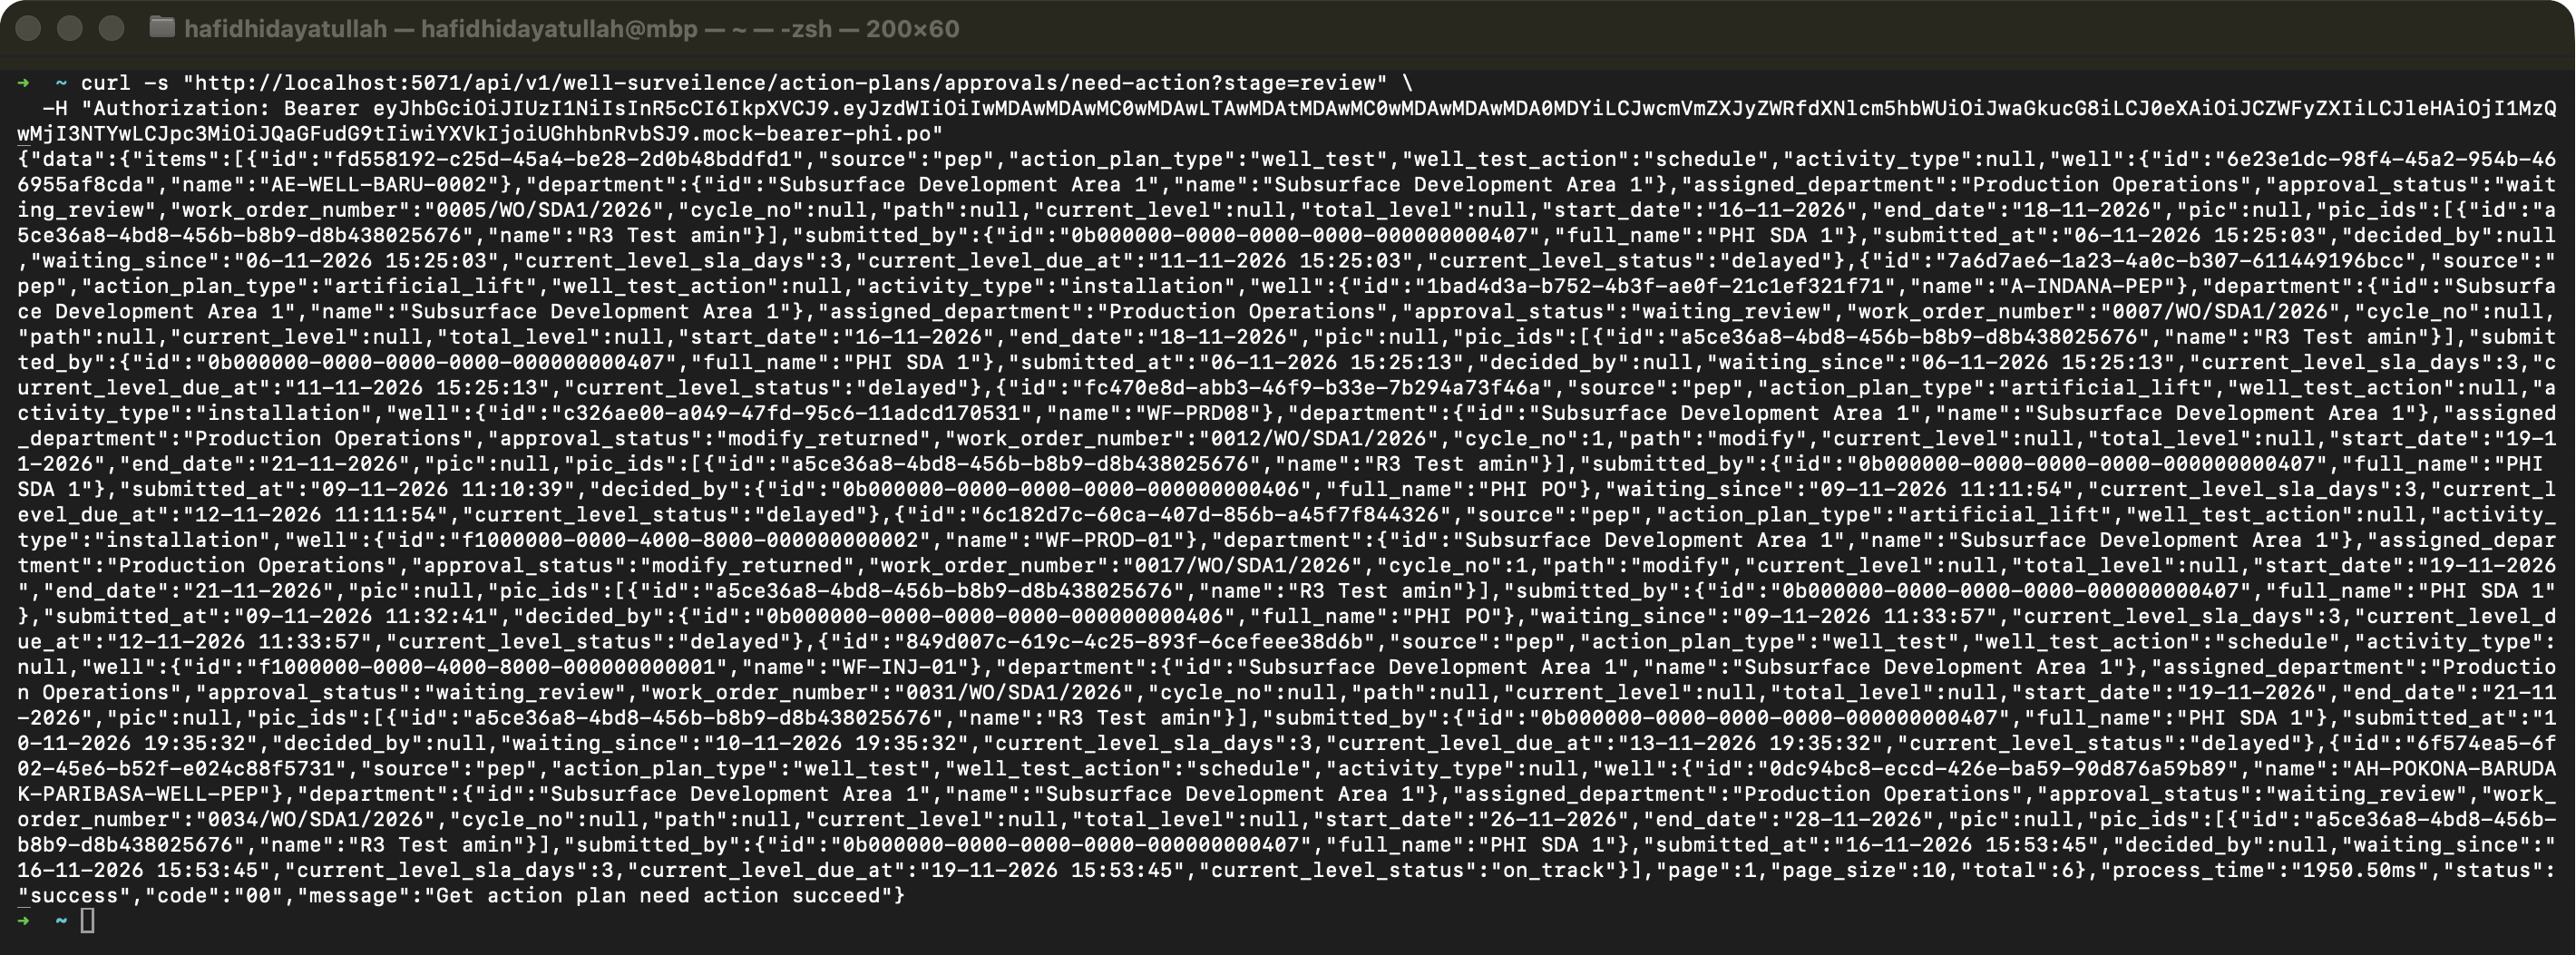 hafidhidayatullah — hafidhidayatullah@mbp — ~ — -zsh — 200×60
➜  ~ curl -s "http://localhost:5071/api/v1/well-surveilence/action-plans/approvals/need-action?stage=review" \
  -H "Authorization: Bearer eyJhbGciOiJIUzI1NiIsInR5cCI6IkpXVCJ9.eyJzdWIiOiIwMDAwMDAwMC0wMDAwLTAwMDAtMDAwMC0wMDAwMDAwMDA0MDYiLCJwcmVmZXJyZWRfdXNlcm5hbWUiOiJwaGkucG8iLCJ0eXAiOiJCZWFyZXIiLCJleHAiOjI1MzQ
wMjI3NTYwLCJpc3MiOiJQaGFudG9tIiwiYXVkIjoiUGhhbnRvbSJ9.mock-bearer-phi.po"
{"data":{"items":[{"id":"fd558192-c25d-45a4-be28-2d0b48bddfd1","source":"pep","action_plan_type":"well_test","well_test_action":"schedule","activity_type":null,"well":{"id":"6e23e1dc-98f4-45a2-954b-46
6955af8cda","name":"AE-WELL-BARU-0002"},"department":{"id":"Subsurface Development Area 1","name":"Subsurface Development Area 1"},"assigned_department":"Production Operations","approval_status":"wait
ing_review","work_order_number":"0005/WO/SDA1/2026","cycle_no":null,"path":null,"current_level":null,"total_level":null,"start_date":"16-11-2026","end_date":"18-11-2026","pic":null,"pic_ids":[{"id":"a
5ce36a8-4bd8-456b-b8b9-d8b438025676","name":"R3 Test amin"}],"submitted_by":{"id":"0b000000-0000-0000-0000-000000000407","full_name":"PHI SDA 1"},"submitted_at":"06-11-2026 15:25:03","decided_by":null
,"waiting_since":"06-11-2026 15:25:03","current_level_sla_days":3,"current_level_due_at":"11-11-2026 15:25:03","current_level_status":"delayed"},{"id":"7a6d7ae6-1a23-4a0c-b307-611449196bcc","source":"
pep","action_plan_type":"artificial_lift","well_test_action":null,"activity_type":"installation","well":{"id":"1bad4d3a-b752-4b3f-ae0f-21c1ef321f71","name":"A-INDANA-PEP"},"department":{"id":"Subsurfa
ce Development Area 1","name":"Subsurface Development Area 1"},"assigned_department":"Production Operations","approval_status":"waiting_review","work_order_number":"0007/WO/SDA1/2026","cycle_no":null,
"path":null,"current_level":null,"total_level":null,"start_date":"16-11-2026","end_date":"18-11-2026","pic":null,"pic_ids":[{"id":"a5ce36a8-4bd8-456b-b8b9-d8b438025676","name":"R3 Test amin"}],"submit
ted_by":{"id":"0b000000-0000-0000-0000-000000000407","full_name":"PHI SDA 1"},"submitted_at":"06-11-2026 15:25:13","decided_by":null,"waiting_since":"06-11-2026 15:25:13","current_level_sla_days":3,"c
urrent_level_due_at":"11-11-2026 15:25:13","current_level_status":"delayed"},{"id":"fc470e8d-abb3-46f9-b33e-7b294a73f46a","source":"pep","action_plan_type":"artificial_lift","well_test_action":null,"a
ctivity_type":"installation","well":{"id":"c326ae00-a049-47fd-95c6-11adcd170531","name":"WF-PRD08"},"department":{"id":"Subsurface Development Area 1","name":"Subsurface Development Area 1"},"assigned
_department":"Production Operations","approval_status":"modify_returned","work_order_number":"0012/WO/SDA1/2026","cycle_no":1,"path":"modify","current_level":null,"total_level":null,"start_date":"19-1
1-2026","end_date":"21-11-2026","pic":null,"pic_ids":[{"id":"a5ce36a8-4bd8-456b-b8b9-d8b438025676","name":"R3 Test amin"}],"submitted_by":{"id":"0b000000-0000-0000-0000-000000000407","full_name":"PHI 
SDA 1"},"submitted_at":"09-11-2026 11:10:39","decided_by":{"id":"0b000000-0000-0000-0000-000000000406","full_name":"PHI PO"},"waiting_since":"09-11-2026 11:11:54","current_level_sla_days":3,"current_l
evel_due_at":"12-11-2026 11:11:54","current_level_status":"delayed"},{"id":"6c182d7c-60ca-407d-856b-a45f7f844326","source":"pep","action_plan_type":"artificial_lift","well_test_action":null,"activity_
type":"installation","well":{"id":"f1000000-0000-4000-8000-000000000002","name":"WF-PROD-01"},"department":{"id":"Subsurface Development Area 1","name":"Subsurface Development Area 1"},"assigned_depar
tment":"Production Operations","approval_status":"modify_returned","work_order_number":"0017/WO/SDA1/2026","cycle_no":1,"path":"modify","current_level":null,"total_level":null,"start_date":"19-11-2026
","end_date":"21-11-2026","pic":null,"pic_ids":[{"id":"a5ce36a8-4bd8-456b-b8b9-d8b438025676","name":"R3 Test amin"}],"submitted_by":{"id":"0b000000-0000-0000-0000-000000000407","full_name":"PHI SDA 1"
},"submitted_at":"09-11-2026 11:32:41","decided_by":{"id":"0b000000-0000-0000-0000-000000000406","full_name":"PHI PO"},"waiting_since":"09-11-2026 11:33:57","current_level_sla_days":3,"current_level_d
ue_at":"12-11-2026 11:33:57","current_level_status":"delayed"},{"id":"849d007c-619c-4c25-893f-6cefeee38d6b","source":"pep","action_plan_type":"well_test","well_test_action":"schedule","activity_type":
null,"well":{"id":"f1000000-0000-4000-8000-000000000001","name":"WF-INJ-01"},"department":{"id":"Subsurface Development Area 1","name":"Subsurface Development Area 1"},"assigned_department":"Productio
n Operations","approval_status":"waiting_review","work_order_number":"0031/WO/SDA1/2026","cycle_no":null,"path":null,"current_level":null,"total_level":null,"start_date":"19-11-2026","end_date":"21-11
-2026","pic":null,"pic_ids":[{"id":"a5ce36a8-4bd8-456b-b8b9-d8b438025676","name":"R3 Test amin"}],"submitted_by":{"id":"0b000000-0000-0000-0000-000000000407","full_name":"PHI SDA 1"},"submitted_at":"1
0-11-2026 19:35:32","decided_by":null,"waiting_since":"10-11-2026 19:35:32","current_level_sla_days":3,"current_level_due_at":"13-11-2026 19:35:32","current_level_status":"delayed"},{"id":"6f574ea5-6f
02-45e6-b52f-e024c88f5731","source":"pep","action_plan_type":"well_test","well_test_action":"schedule","activity_type":null,"well":{"id":"0dc94bc8-eccd-426e-ba59-90d876a59b89","name":"AH-POKONA-BARUDA
K-PARIBASA-WELL-PEP"},"department":{"id":"Subsurface Development Area 1","name":"Subsurface Development Area 1"},"assigned_department":"Production Operations","approval_status":"waiting_review","work_
order_number":"0034/WO/SDA1/2026","cycle_no":null,"path":null,"current_level":null,"total_level":null,"start_date":"26-11-2026","end_date":"28-11-2026","pic":null,"pic_ids":[{"id":"a5ce36a8-4bd8-456b-
b8b9-d8b438025676","name":"R3 Test amin"}],"submitted_by":{"id":"0b000000-0000-0000-0000-000000000407","full_name":"PHI SDA 1"},"submitted_at":"16-11-2026 15:53:45","decided_by":null,"waiting_since":"
16-11-2026 15:53:45","current_level_sla_days":3,"current_level_due_at":"19-11-2026 15:53:45","current_level_status":"on_track"}],"page":1,"page_size":10,"total":6},"process_time":"1950.50ms","status":
"success","code":"00","message":"Get action plan need action succeed"}
➜  ~